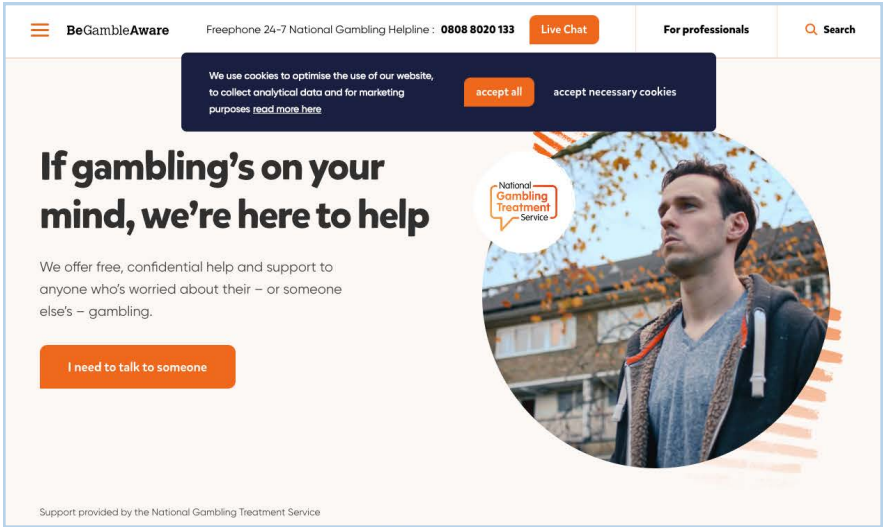 BeGambleAware
Freephone 24-7 National Gambling Helpline : 0808 8020 133
Live Chat
For professionals
Search
We use cookies to optimise the use of our website,
to collect analytical data and for marketing
purposes read more here
accept all
accept necessary cookies
If gambling's on your
mind, we're here to help
National
Gambling
Treatment
Service
We offer free, confidential help and support to
anyone who's worried about their – or someone
else's – gambling.
I need to talk to someone
Support provided by the National Gambling Treatment Service